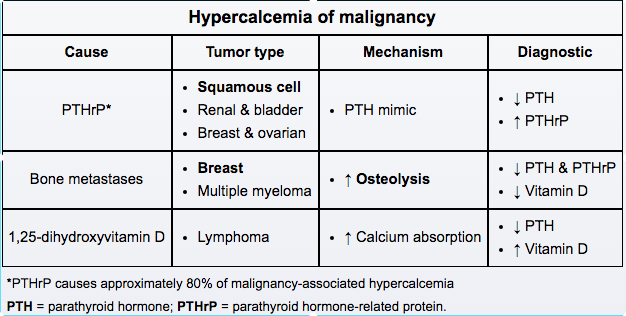 Hypercalcemia of malignancy
Cause Tumor type Mechanism Diagnostic
PTHrP*
• Squamous cell
• Renal & bladder
• Breast & ovarian
• PTH mimic
• ↓ PTH
• ↑ PTHrP
Bone metastases
• Breast
• Multiple myeloma
• ↑ Osteolysis
• ↓ PTH & PTHrP
• ↓ Vitamin D
1,25-dihydroxyvitamin D
• Lymphoma
• ↑ Calcium absorption
• ↓ PTH
• ↑ Vitamin D
*PTHrP causes approximately 80% of malignancy-associated hypercalcemia
PTH = parathyroid hormone; PTHrP = parathyroid hormone-related protein.